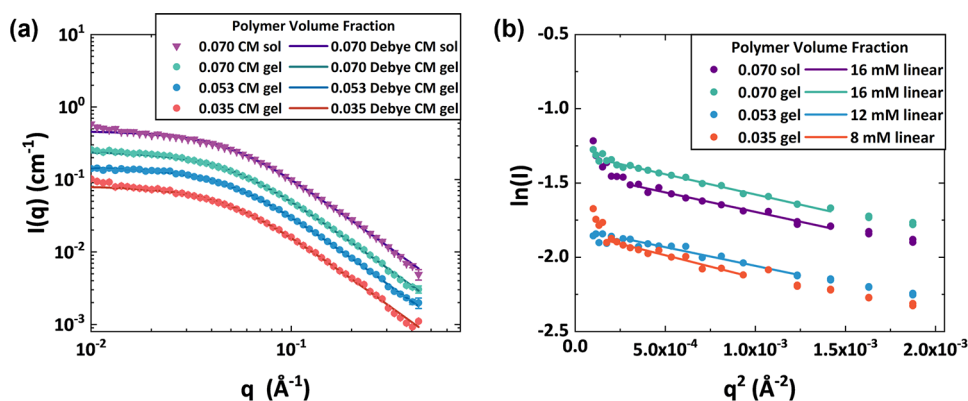 (a)
Polymer Volume Fraction
0.070 CM sol 0.070 Debye CM sol
0.070 CM gel 0.070 Debye CM gel
0.053 CM gel 0.053 Debye CM gel
0.035 CM gel 0.035 Debye CM gel
10¹
10⁰
10⁻¹
10⁻²
10⁻³
I(q) (cm⁻¹)
10⁻² 10⁻¹
q (Å⁻¹)
(b)
Polymer Volume Fraction
0.070 sol 16 mM linear
0.070 gel 16 mM linear
0.053 gel 12 mM linear
0.035 gel 8 mM linear
-0.5
-1.0
-1.5
-2.0
-2.5
ln(I)
0.0 5.0x10⁻⁴ 1.0x10⁻³ 1.5x10⁻³ 2.0x10⁻³
q² (Å⁻²)